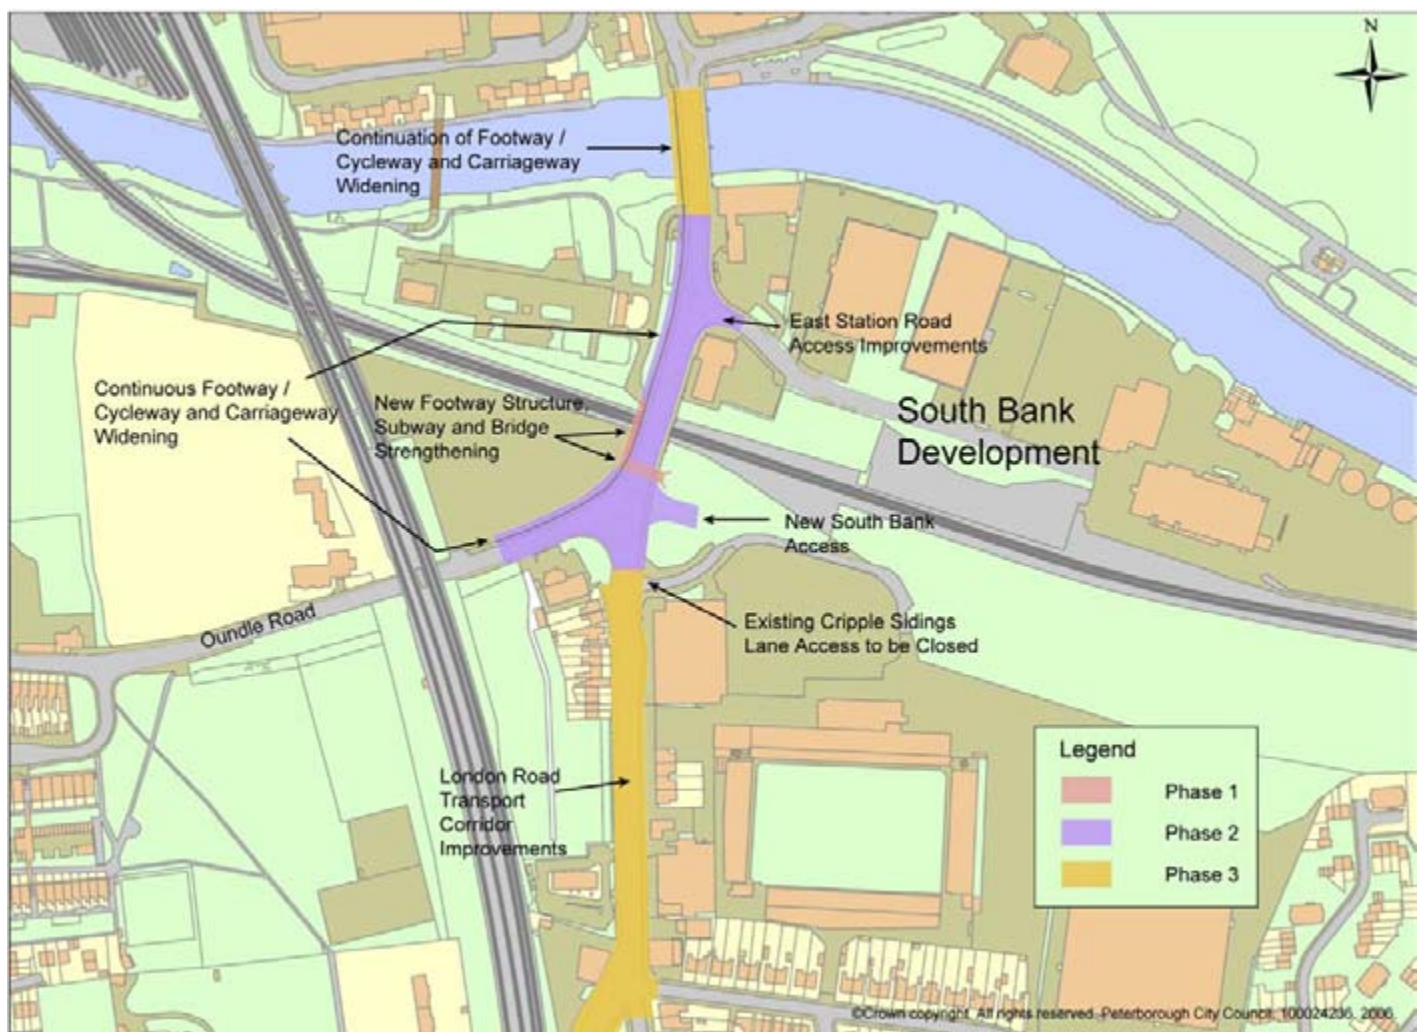 N
Continuation of Footway /
Cycleway and Carriageway
Widening
East Station Road
Access Improvements
Continuous Footway /
Cycleway and Carriageway
Widening
New Footway Structure,
Subway and Bridge
Strengthening
South Bank
Development
New South Bank
Access
Oundle Road
Existing Cripple Sidings
Lane Access to be Closed
London Road
Transport
Corridor
Improvements
Legend
Phase 1
Phase 2
Phase 3
©Crown copyright. All rights reserved. Peterborough City Council. 100024236, 2006.